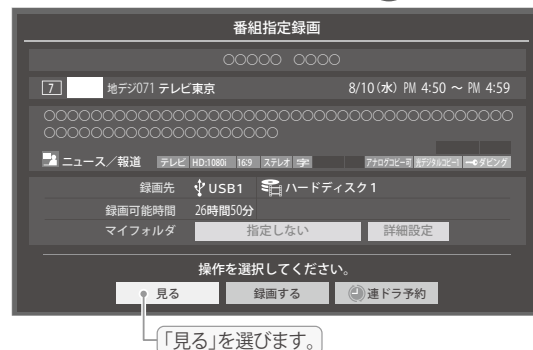 番組指定録画
○○○○○ ○○○○
7 地デジ071 テレビ東京 8/10(水) PM 4:50 ～ PM 4:59
○○○○○○○○○○○○○○○○○○○○○○○○○○○○○○○○○○○○
○○○○○○○○○○○○○○○○○○
ニュース／報道 テレビ HD:1080i 16:9 ステレオ 字 アナログコピー可 光デジタルコピー1 ダビング
録画先 USB1 ハードディスク1
録画可能時間 26時間50分
マイフォルダ 指定しない 詳細設定
操作を選択してください。
見る 録画する 連ドラ予約
「見る」を選びます。